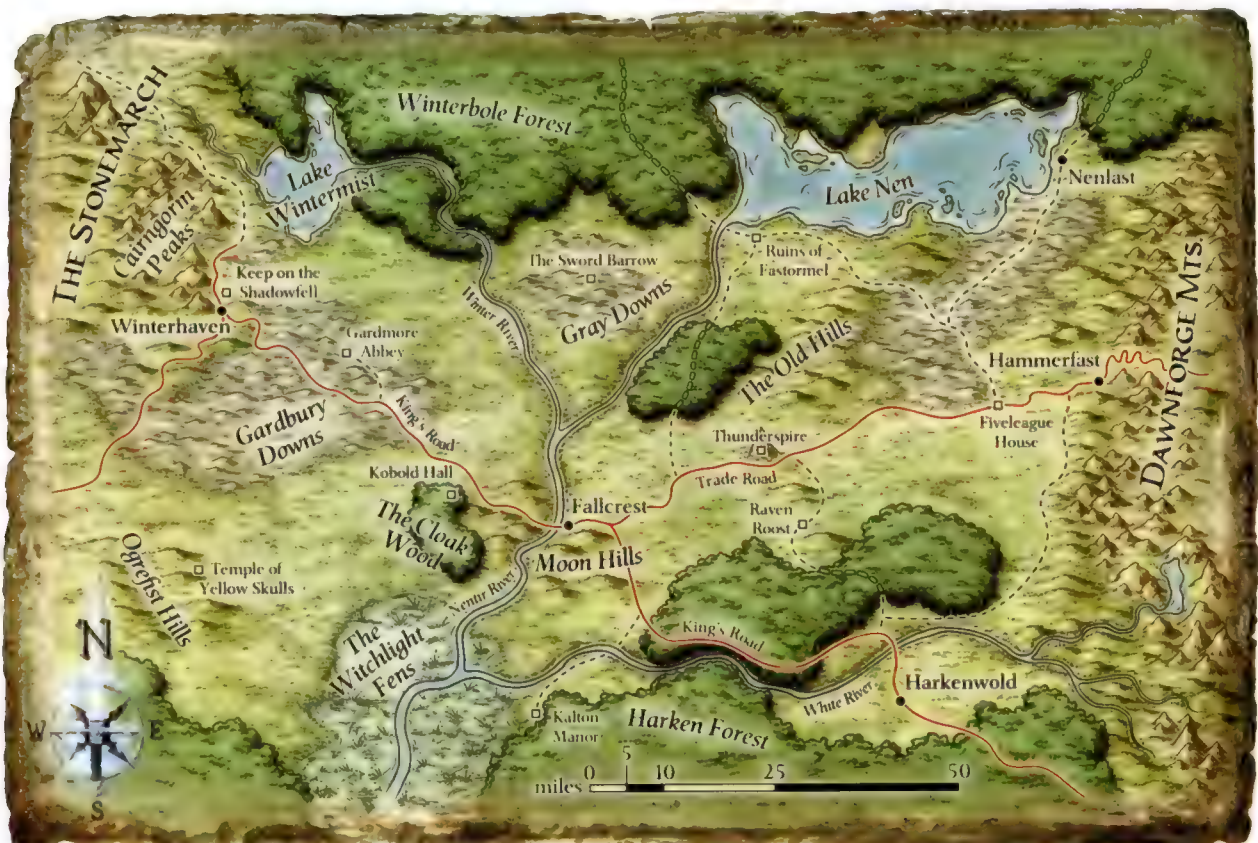 THE STONEMARCH
Winterbole Forest
Lake
Wintermist
Lake Nen
Nenlast
Cairngorm
Peaks
Keep on the
Shadowfell
The Sword Barrow
Ruins of
Fastormel
Winterhaven
Winter River
Gray Downs
Gardmore
Abbey
The Old Hills
Hammerfast
DAWNFORGE MTS.
Gardbury
Downs
King's Road
Fiveleague
House
Thunderspire
Trade Road
Kobold Hall
The Cloak
Wood
Fallcrest
Raven
Roost
Moon Hills
Ogrefist Hills
Temple of
Yellow Skulls
Nentir River
The
Witchlight
Fens
King's Road
White River
Harkenwold
Kalton
Manor
Harken Forest
N
W
E
S
miles
0
5
10
25
50